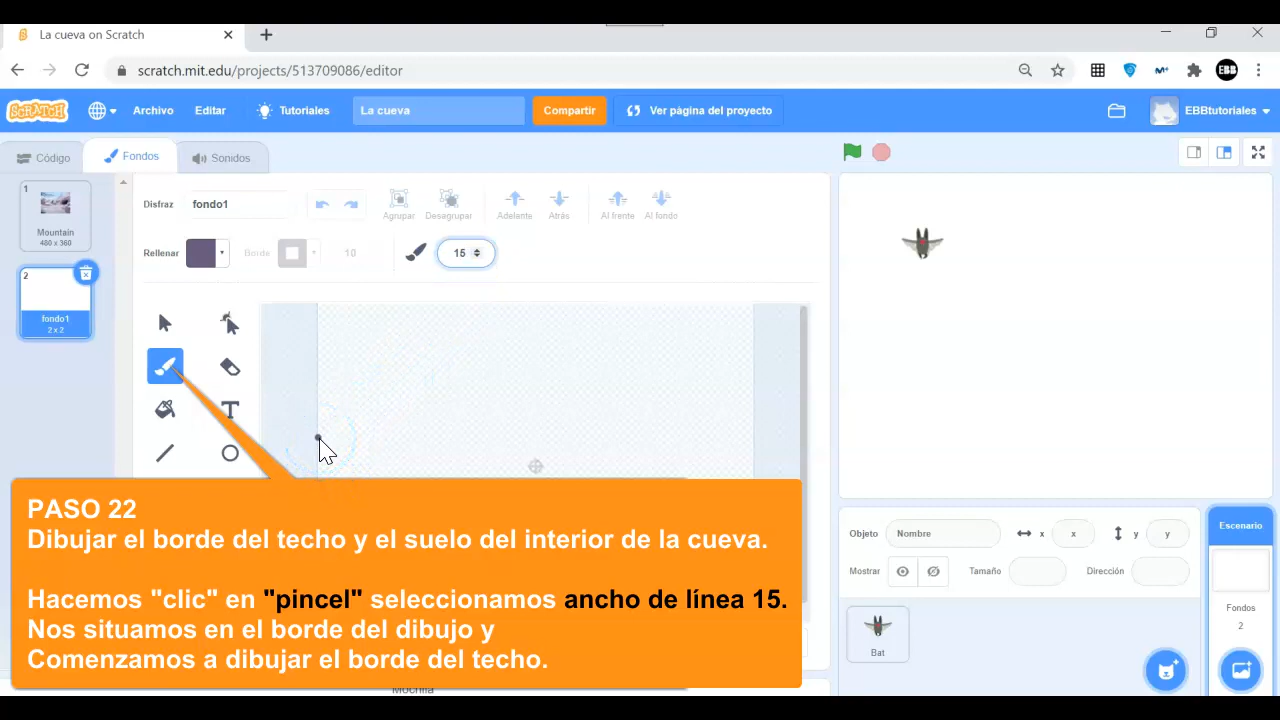 La cueva on Scratch
scratch.mit.edu/projects/513709086/editor
EBB
SCRATCH
Archivo
Editar
Tutoriales
La cueva
Compartir
Ver página del proyecto
EBBtutoriales
Código
Fondos
Sonidos
1
Mountain
480 x 360
2
fondo1
2 x 2
Disfraz
fondo1
Agrupar
Desagrupar
Adelante
Atrás
Al frente
Al fondo
Rellenar
Borde
10
15
T
PASO 22
Dibujar el borde del techo y el suelo del interior de la cueva.
Hacemos "clic" en "pincel" seleccionamos ancho de línea 15.
Nos situamos en el borde del dibujo y
Comenzamos a dibujar el borde del techo.
Mochila
Objeto
Nombre
x
x
y
y
Mostrar
Tamaño
Dirección
Bat
Escenario
Fondos
2